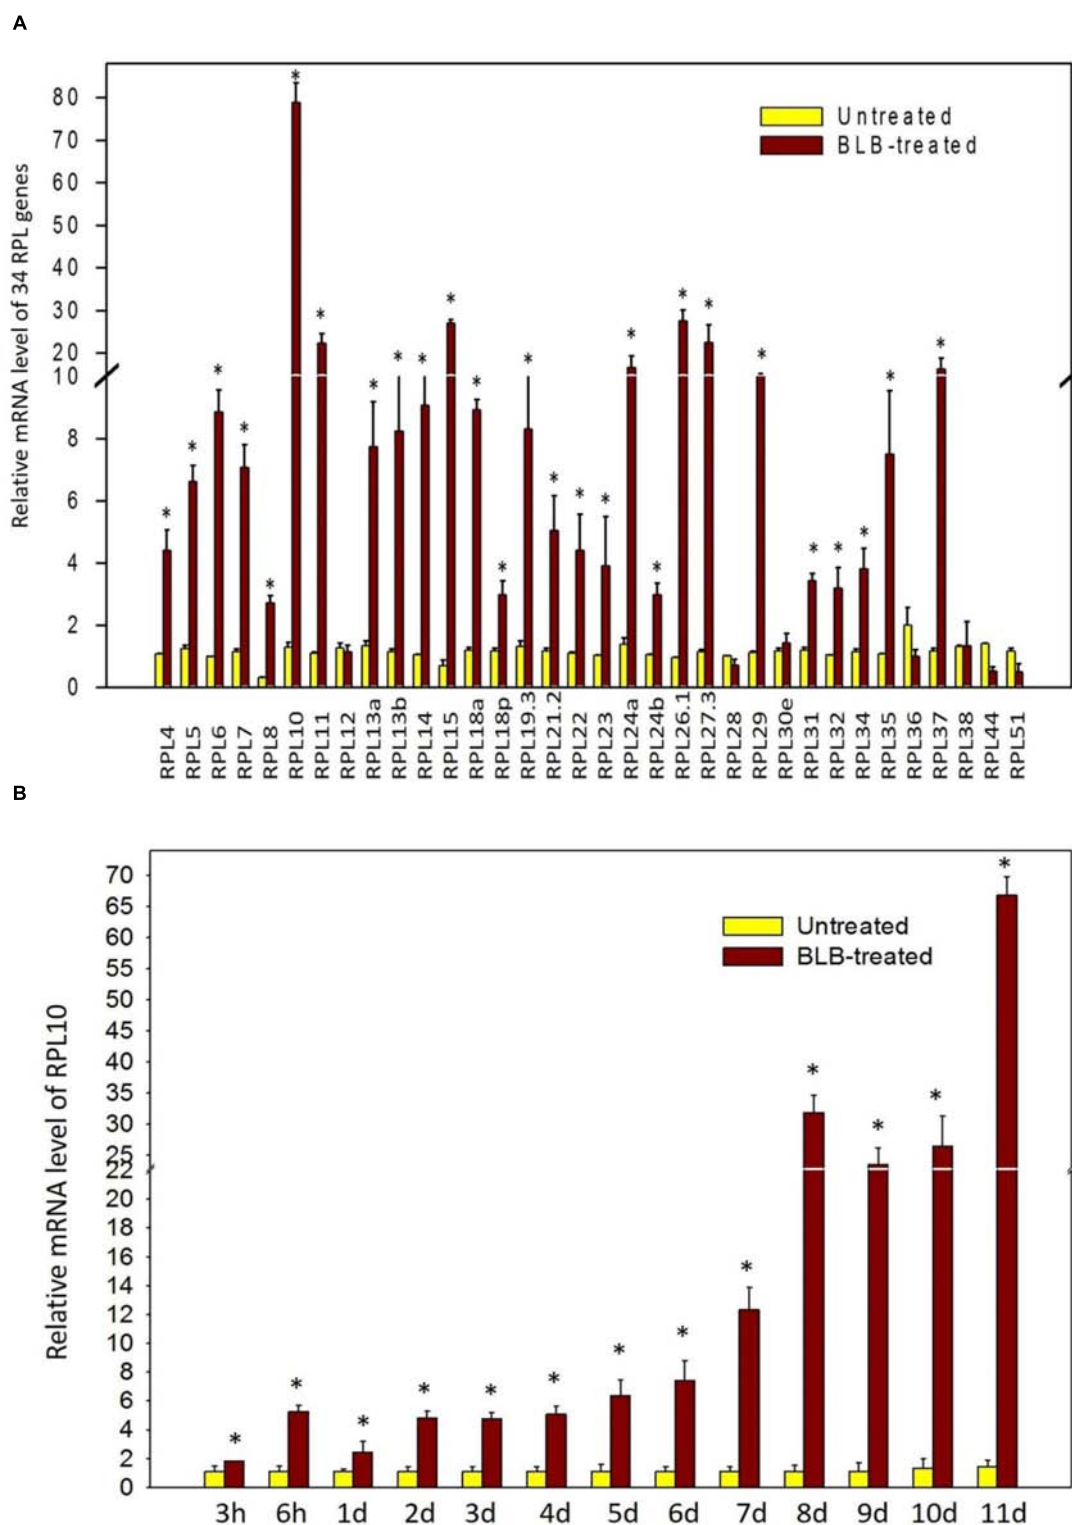 A
Relative mRNA level of 34 RPL genes
80
70
60
50
40
30
20
10
8
6
4
2
0
Untreated
BLB-treated
* * * * * * * * * * * * * * * * * * * * * * * * * *
RPL4 RPL5 RPL6 RPL7 RPL8 RPL10 RPL11 RPL12 RPL13a RPL13b RPL14 RPL15 RPL18a RPL18p RPL19.3 RPL21.2 RPL22 RPL23 RPL24a RPL24b RPL26.1 RPL27.3 RPL28 RPL29 RPL30e RPL31 RPL32 RPL34 RPL35 RPL36 RPL37 RPL38 RPL44 RPL51
B
Relative mRNA level of RPL10
70
65
60
55
50
45
40
35
30
25
22
20
18
16
14
12
10
8
6
4
2
0
Untreated
BLB-treated
* * * * * * * * * * * * *
3h 6h 1d 2d 3d 4d 5d 6d 7d 8d 9d 10d 11d